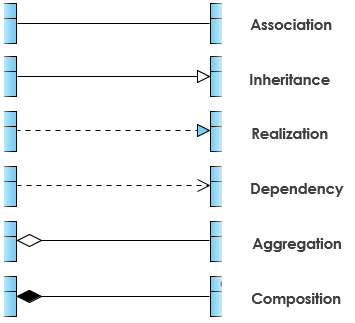 Association
Inheritance
Realization
Dependency
Aggregation
Composition